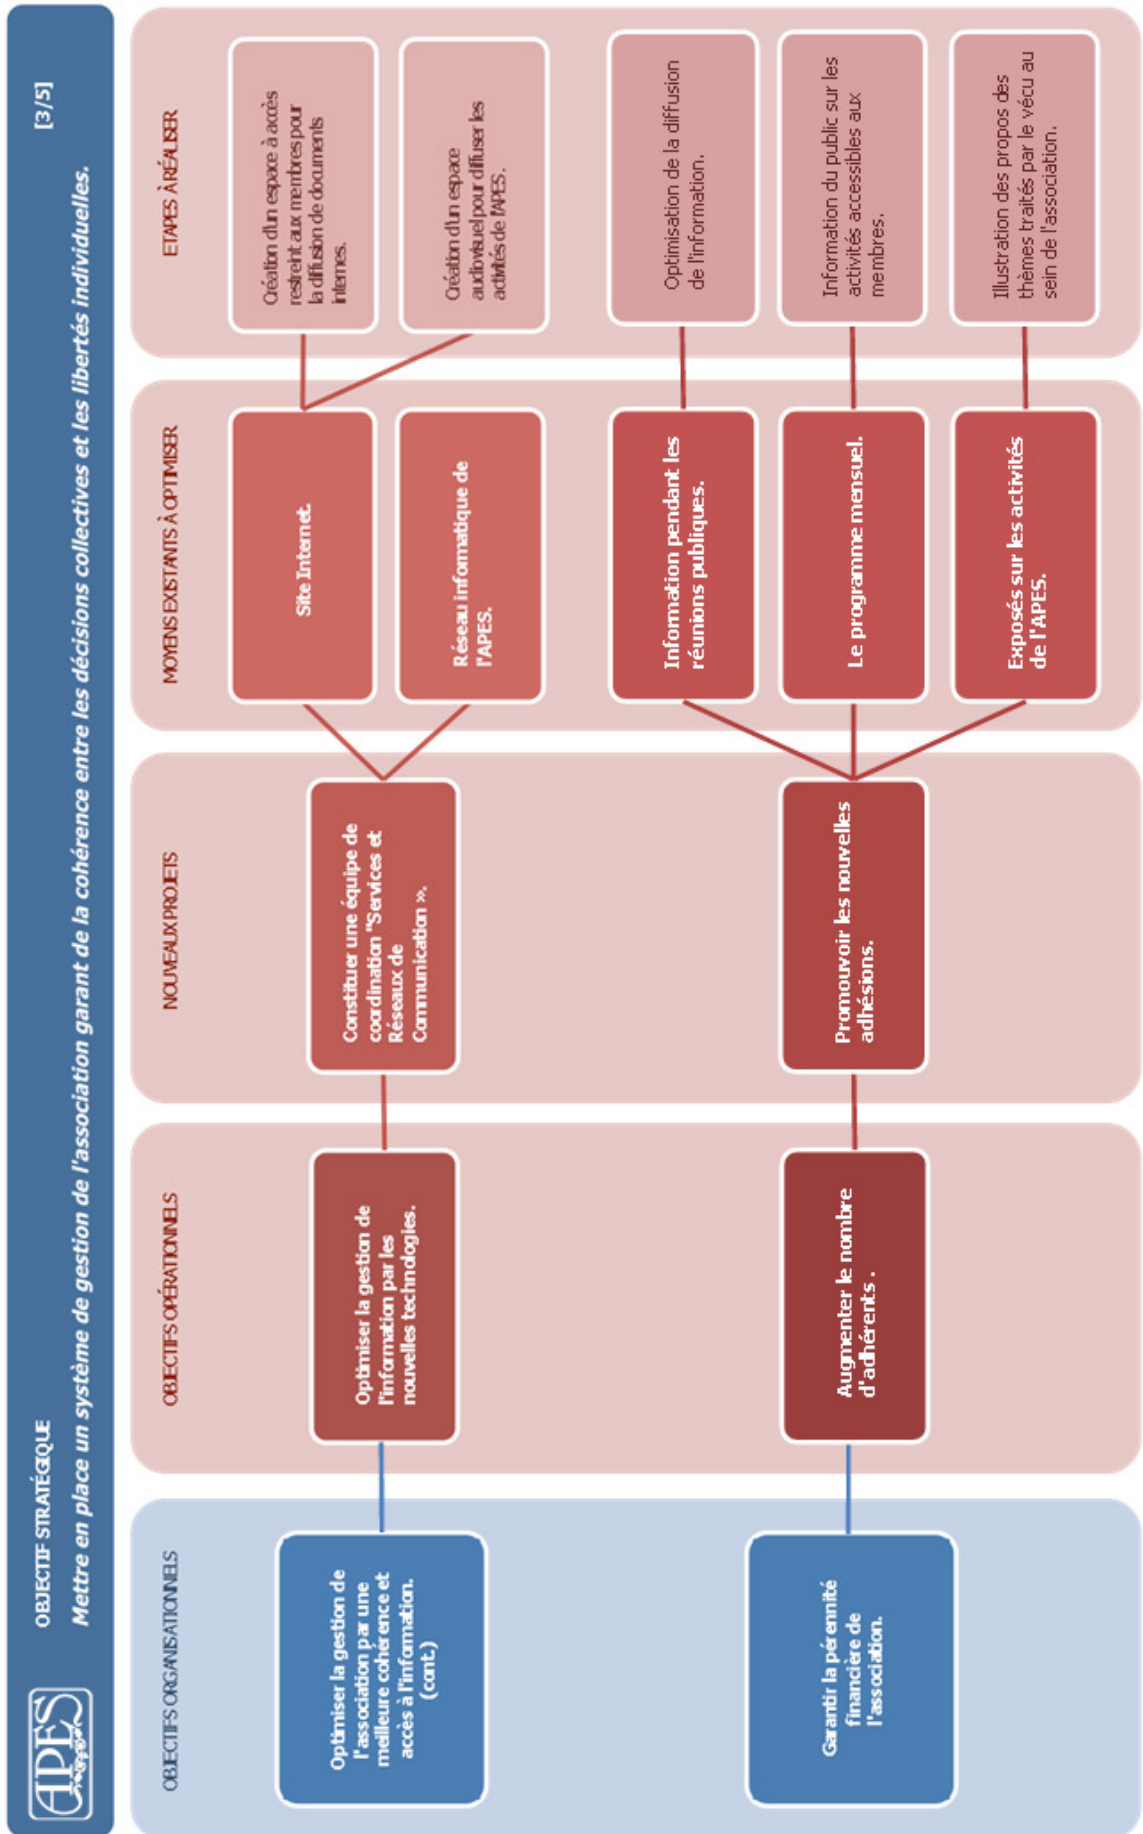 APES
OBJECTIF STRATÉGIQUE [3/5]
Mettre en place un système de gestion de l'association garant de la cohérence entre les décisions collectives et les libertés individuelles.
OBJECTIFS ORGANISATIONNELS
Optimiser la gestion de
l'association par une
meilleure cohérence et
accès à l'information.
(cont.)
Garantir la pérennité
financière de
l'association.
OBJECTIFS OPÉRATIONNELS
Optimiser la gestion de
l'information par les
nouvelles technologies.
Augmenter le nombre
d'adhérents .
NOUVEAUX PROJETS
Constituer une équipe de
coordination "Services et
Réseaux de
Communication ».
Promouvoir les nouvelles
adhésions.
MOYENS EXISTANTS À OPTIMISER
Site Internet.
Réseau informatique de
l'APES.
Information pendant les
réunions publiques.
Le programme mensuel.
Exposés sur les activités
de l'APES.
ETAPES À RÉALISER
Création d'un espace à accès
restreint aux membres pour
la diffusion de documents
internes.
Création d'un espace
audiovisuel pour diffuser les
activités de l'APES.
Optimisation de la diffusion
de l'information.
Information du public sur les
activités accessibles aux
membres.
Illustration des propos des
thèmes traités par le vécu au
sein de l'association.